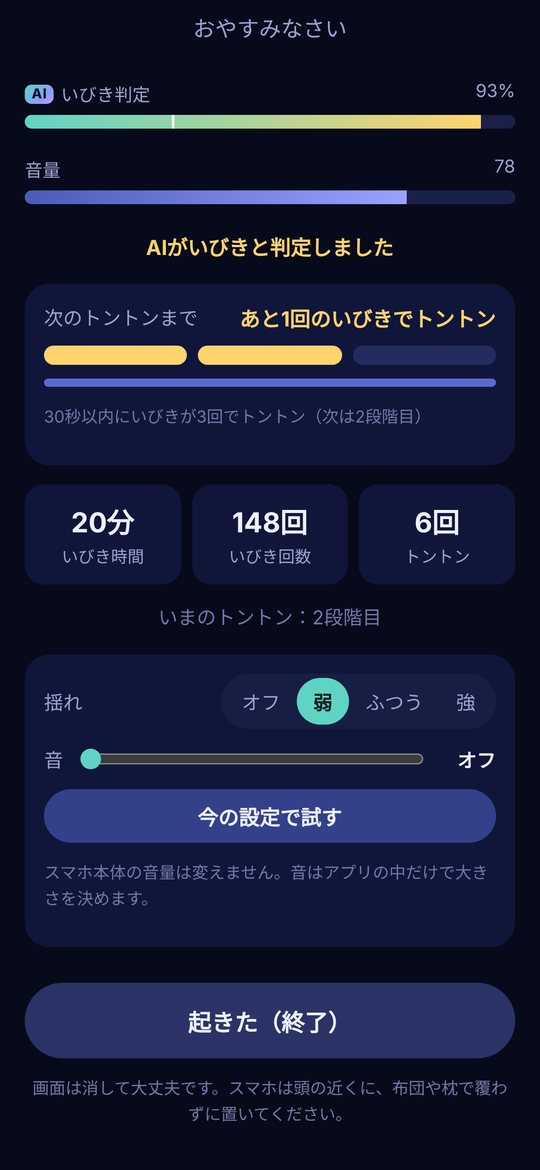 おやすみなさい
AI いびき判定 93%
音量 78
AIがいびきと判定しました
次のトントンまで あと1回のいびきでトントン
30秒以内にいびきが3回でトントン（次は2段階目）
20分 148回 6回
いびき時間 いびき回数 トントン
いまのトントン：2段階目
揺れ オフ 弱 ふつう 強
音 オフ
今の設定で試す
スマホ本体の音量は変えません。音はアプリの中だけで大き
さを決めます。
起きた（終了）
画面は消して大丈夫です。スマホは頭の近くに、布団や枕で覆わ
ずに置いてください。